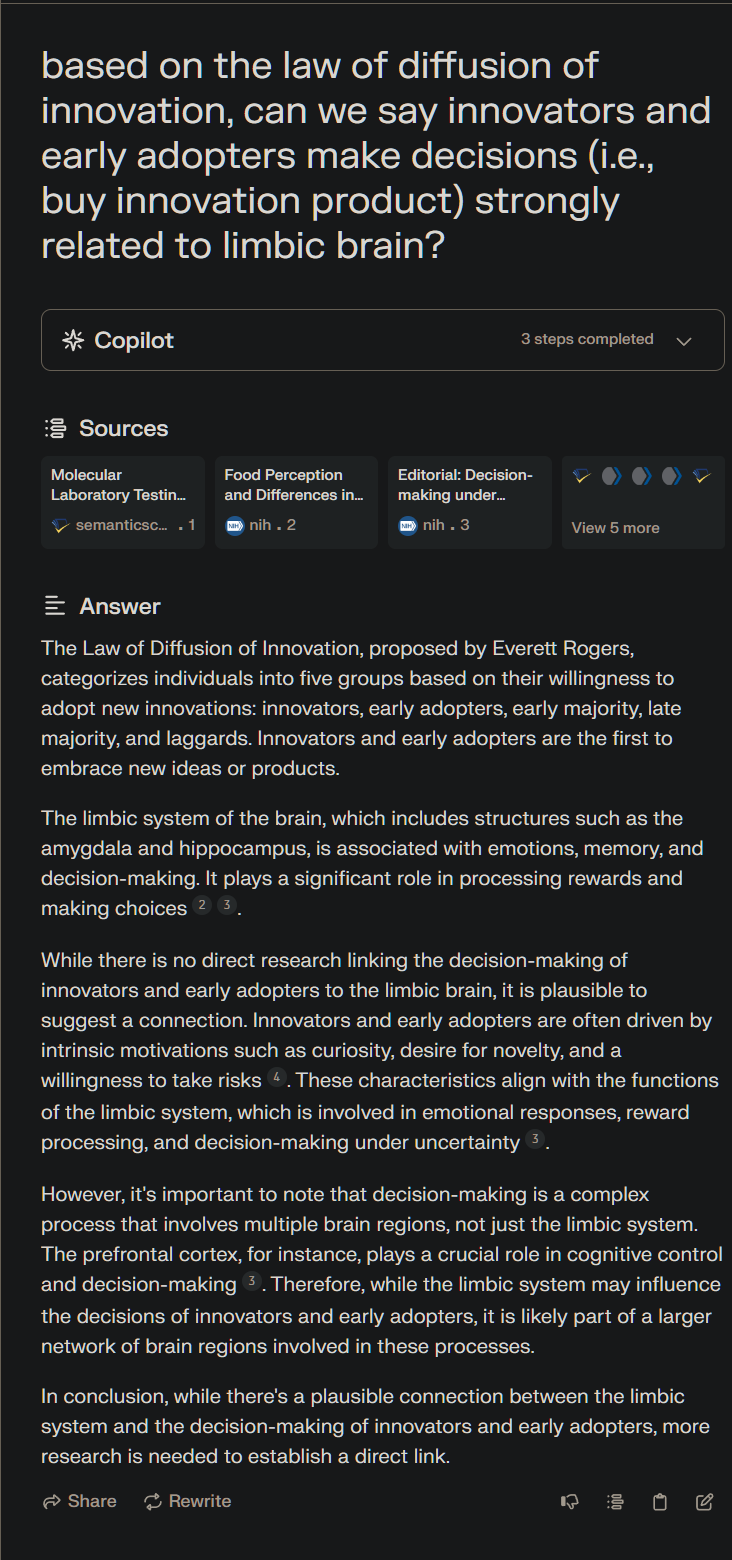 based on the law of diffusion of
innovation, can we say innovators and
early adopters make decisions (i.e.,
buy innovation product) strongly
related to limbic brain?
Copilot
3 steps completed
Sources
Molecular
Laboratory Testin...
semanticsc... . 1
Food Perception
and Differences in...
NIH nih . 2
Editorial: Decision-
making under...
NIH nih . 3
View 5 more
Answer
The Law of Diffusion of Innovation, proposed by Everett Rogers,
categorizes individuals into five groups based on their willingness to
adopt new innovations: innovators, early adopters, early majority, late
majority, and laggards. Innovators and early adopters are the first to
embrace new ideas or products.
The limbic system of the brain, which includes structures such as the
amygdala and hippocampus, is associated with emotions, memory, and
decision-making. It plays a significant role in processing rewards and
making choices 2 3.
While there is no direct research linking the decision-making of
innovators and early adopters to the limbic brain, it is plausible to
suggest a connection. Innovators and early adopters are often driven by
intrinsic motivations such as curiosity, desire for novelty, and a
willingness to take risks 4. These characteristics align with the functions
of the limbic system, which is involved in emotional responses, reward
processing, and decision-making under uncertainty 3.
However, it's important to note that decision-making is a complex
process that involves multiple brain regions, not just the limbic system.
The prefrontal cortex, for instance, plays a crucial role in cognitive control
and decision-making 3. Therefore, while the limbic system may influence
the decisions of innovators and early adopters, it is likely part of a larger
network of brain regions involved in these processes.
In conclusion, while there's a plausible connection between the limbic
system and the decision-making of innovators and early adopters, more
research is needed to establish a direct link.
Share
Rewrite